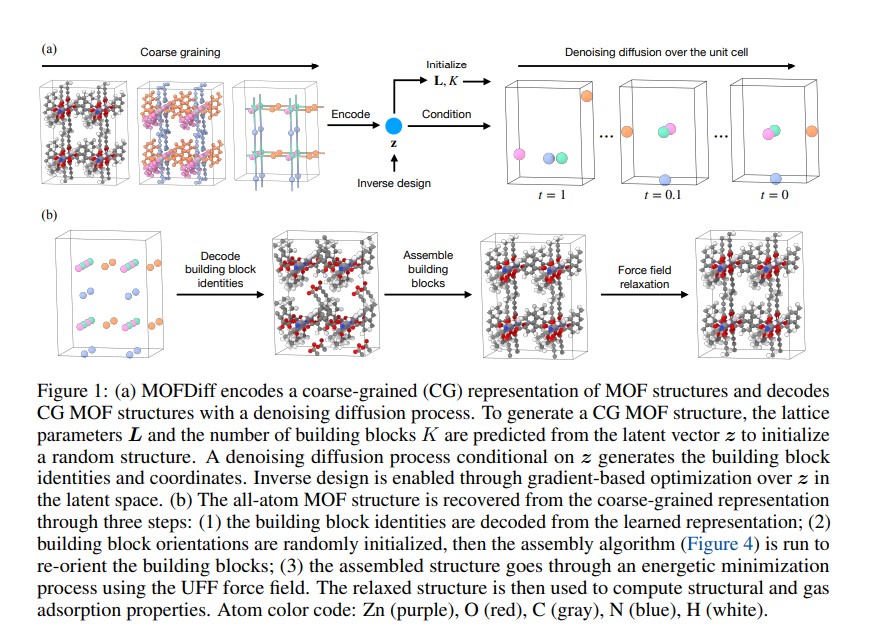 (a)
Coarse graining
Initialize
L, K
Denoising diffusion over the unit cell
Encode
Condition
z
Inverse design
...
...
t = 1
t = 0.1
t = 0
(b)
Decode
building block
identities
Assemble
building
blocks
Force field
relaxation
Figure 1: (a) MOFDiff encodes a coarse-grained (CG) representation of MOF structures and decodes
CG MOF structures with a denoising diffusion process. To generate a CG MOF structure, the lattice
parameters L and the number of building blocks K are predicted from the latent vector z to initialize
a random structure. A denoising diffusion process conditional on z generates the building block
identities and coordinates. Inverse design is enabled through gradient-based optimization over z in
the latent space. (b) The all-atom MOF structure is recovered from the coarse-grained representation
through three steps: (1) the building block identities are decoded from the learned representation; (2)
building block orientations are randomly initialized, then the assembly algorithm (Figure 4) is run to
re-orient the building blocks; (3) the assembled structure goes through an energetic minimization
process using the UFF force field. The relaxed structure is then used to compute structural and gas
adsorption properties. Atom color code: Zn (purple), O (red), C (gray), N (blue), H (white).